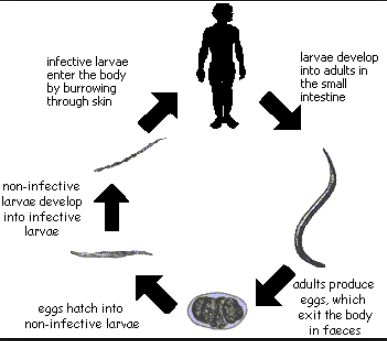 infective larvae
enter the body
by burrowing
through skin
larvae develop
into adults in
the small
intestine
adults produce
eggs, which
exit the body
in faeces
eggs hatch into
non-infective larvae
non-infective
larvae develop
into infective
larvae